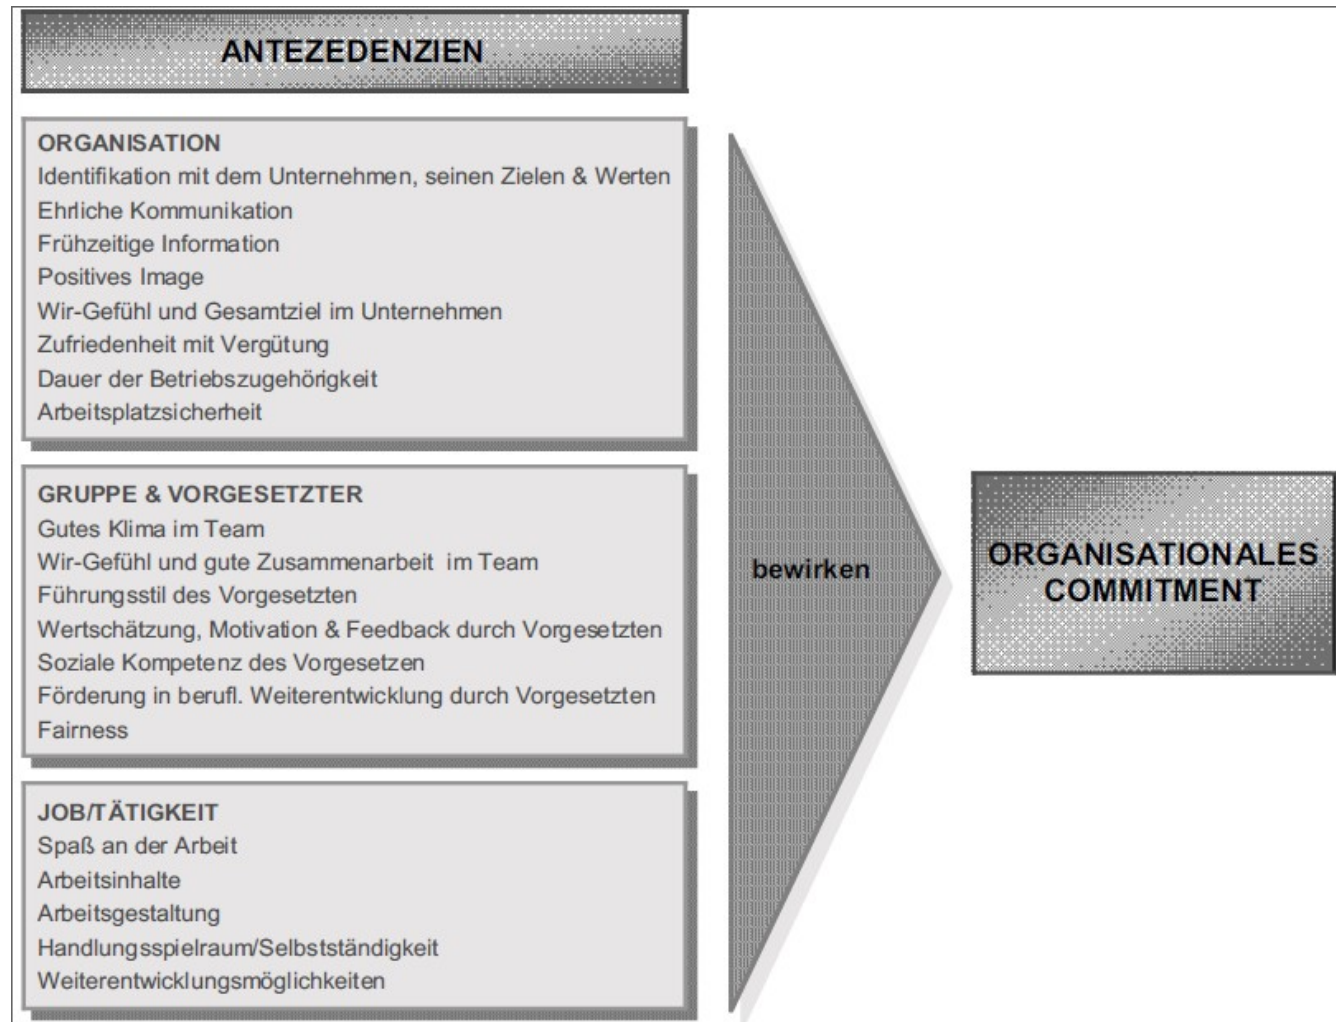 ANTEZEDENZIEN
ORGANISATION
Identifikation mit dem Unternehmen, seinen Zielen & Werten
Ehrliche Kommunikation
Frühzeitige Information
Positives Image
Wir-Gefühl und Gesamtziel im Unternehmen
Zufriedenheit mit Vergütung
Dauer der Betriebszugehörigkeit
Arbeitsplatzsicherheit
GRUPPE & VORGESETZTER
Gutes Klima im Team
Wir-Gefühl und gute Zusammenarbeit im Team
Führungsstil des Vorgesetzten
Wertschätzung, Motivation & Feedback durch Vorgesetzten
Soziale Kompetenz des Vorgesetzen
Förderung in berufl. Weiterentwicklung durch Vorgesetzten
Fairness
JOB/TÄTIGKEIT
Spaß an der Arbeit
Arbeitsinhalte
Arbeitsgestaltung
Handlungsspielraum/Selbstständigkeit
Weiterentwicklungsmöglichkeiten
bewirken
ORGANISATIONALES
COMMITMENT